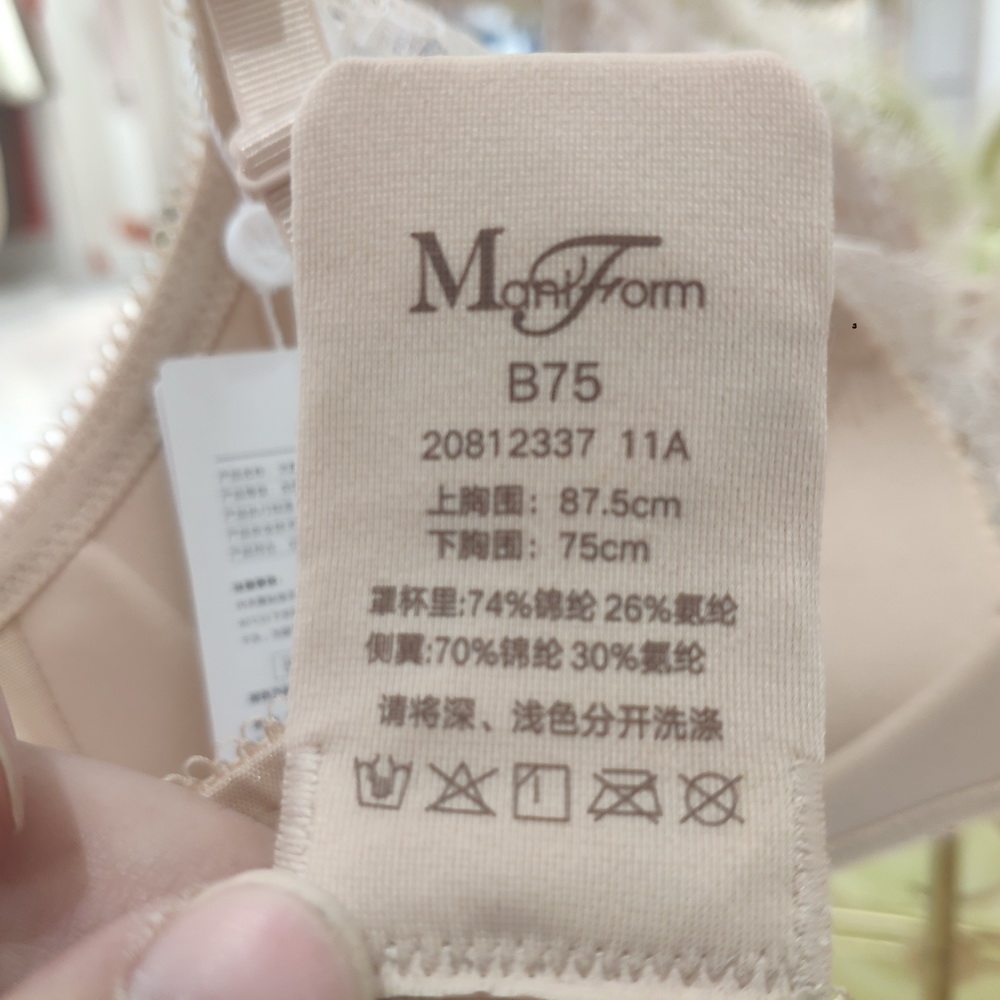 ManiForm
B75
20812337 11A
上胸围：87.5cm
下胸围：75cm
罩杯里:74%锦纶 26%氨纶
侧翼:70%锦纶 30%氨纶
请将深、浅色分开洗涤
3